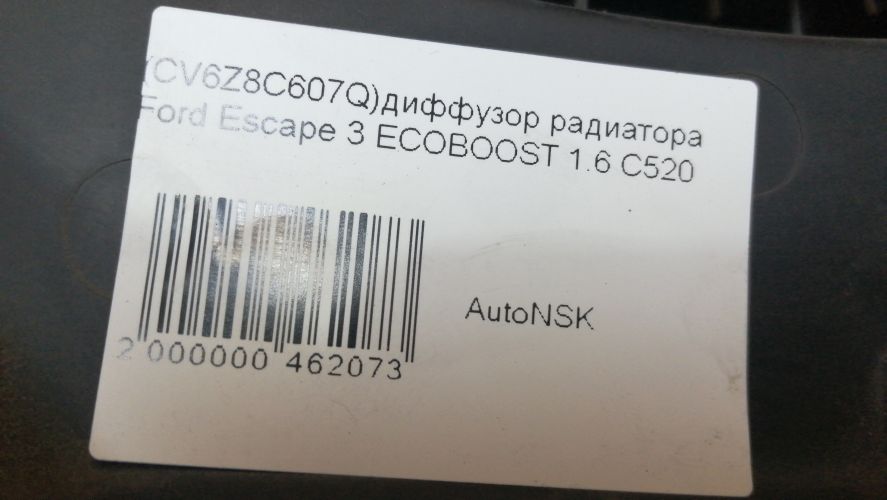 (CV6Z8C607Q)диффузор радиатора
Ford Escape 3 ECOBOOST 1.6 C520
AutoNSK
2 000000 462073